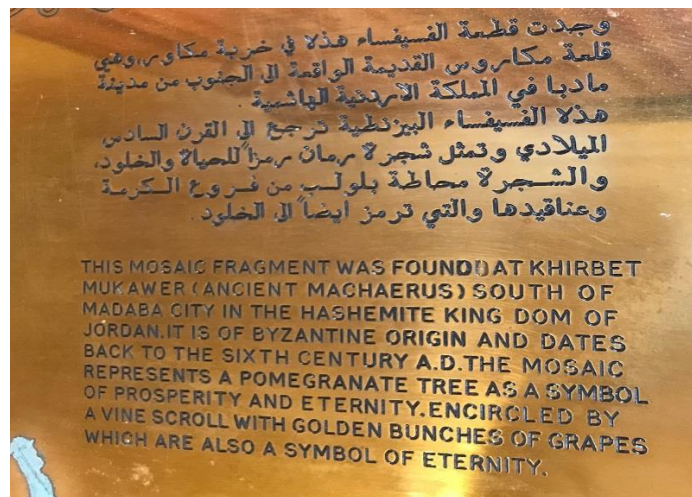 وجدت قطعة الفسيفساء هذه في خربة مكاور، وهي
قلعة مكاروس القديمة الواقعة الى الجنوب من مدينة
مادبا في المملكة الأردنية الهاشمية .
هذه الفسيفساء البيزنطية ترجع الى القرن السادس
الميلادي وتمثل شجرة رمان رمزاً للحياة والخلود،
والشجرة محاطة بلولب من فروع الكرمة
وعناقيدها والتي ترمز ايضاً الى الخلود .
THIS MOSAIC FRAGMENT WAS FOUND AT KHIRBET
MUKAWER (ANCIENT MACHAERUS) SOUTH OF
MADABA CITY IN THE HASHEMITE KING DOM OF
JORDAN.IT IS OF BYZANTINE ORIGIN AND DATES
BACK TO THE SIXTH CENTURY A.D.THE MOSAIC
REPRESENTS A POMEGRANATE TREE AS A SYMBOL
OF PROSPERITY AND ETERNITY.ENCIRCLED BY
A VINE SCROLL WITH GOLDEN BUNCHES OF GRAPES
WHICH ARE ALSO A SYMBOL OF ETERNITY.